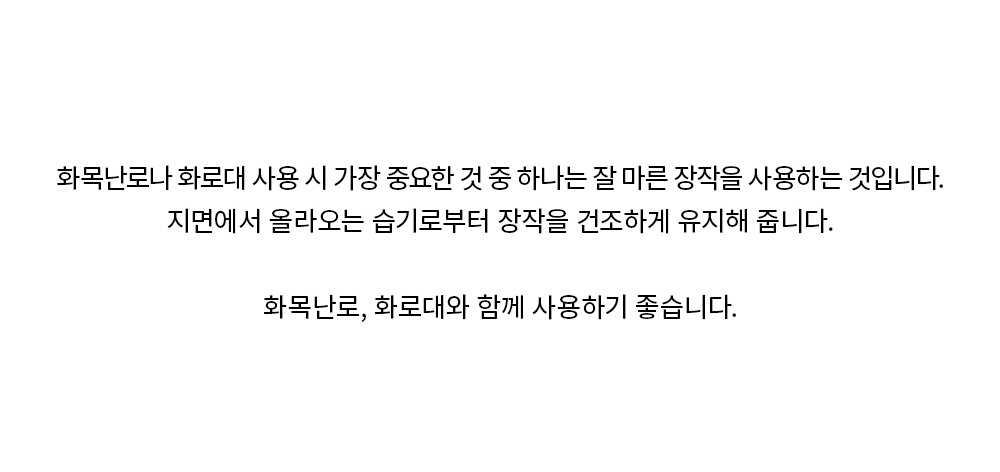 화목난로나 화로대 사용 시 가장 중요한 것 중 하나는 잘 마른 장작을 사용하는 것입니다.
지면에서 올라오는 습기로부터 장작을 건조하게 유지해 줍니다.
화목난로, 화로대와 함께 사용하기 좋습니다.